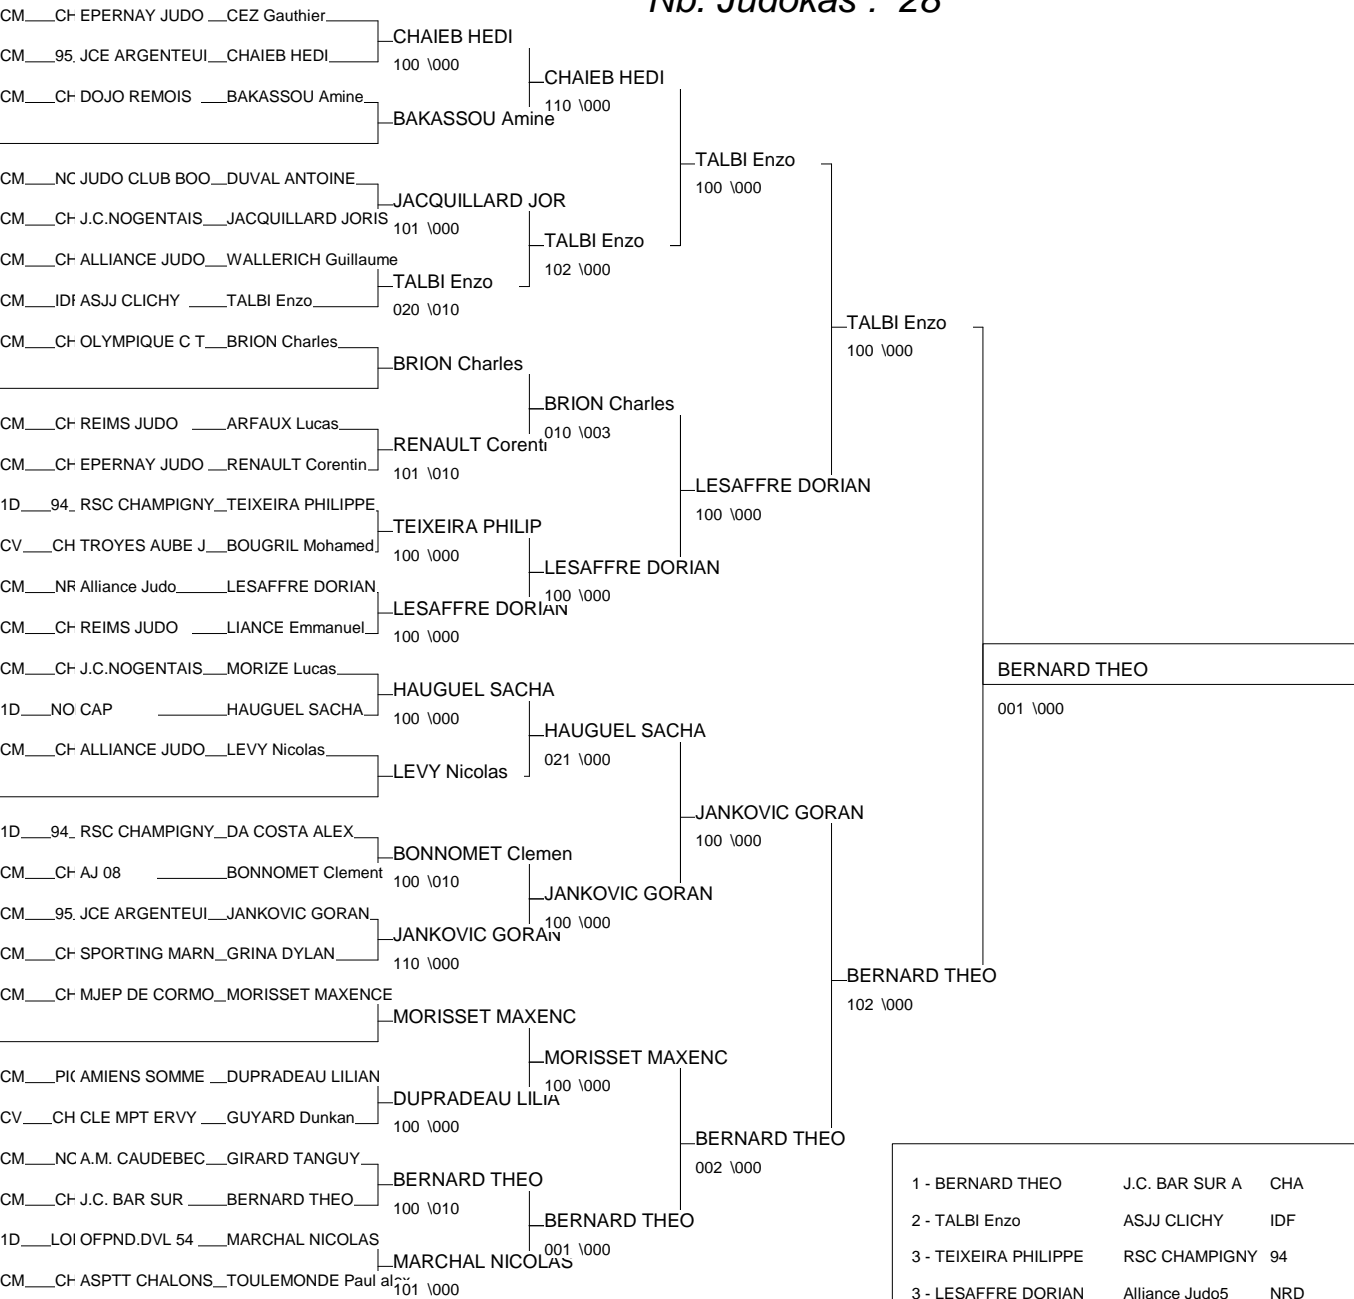 Nb. Judokas : 28
CM CH EPERNAY JUDO CEZ Gauthier
CHAIEB HEDI
CM 95 JCE ARGENTEUI CHAIEB HEDI
100 \000
CHAIEB HEDI
CM CH DOJO REMOIS BAKASSOU Amine
110 \000
BAKASSOU Amine
TALBI Enzo
CM NO JUDO CLUB BOO DUVAL ANTOINE
100 \000
JACQUILLARD JOR
CM CH J.C.NOGENTAIS JACQUILLARD JORIS
101 \000
TALBI Enzo
CM CH ALLIANCE JUDO WALLERICH Guillaume
102 \000
TALBI Enzo
CM IDF ASJJ CLICHY TALBI Enzo
020 \010
TALBI Enzo
CM CH OLYMPIQUE C T BRION Charles
100 \000
BRION Charles
BRION Charles
CM CH REIMS JUDO ARFAUX Lucas
010 \003
RENAULT Corenti
CM CH EPERNAY JUDO RENAULT Corentin
101 \010
LESAFFRE DORIAN
1D 94 RSC CHAMPIGNY TEIXEIRA PHILIPPE
100 \000
TEIXEIRA PHILIP
CV CH TROYES AUBE J BOUGRIL Mohamed
100 \000
LESAFFRE DORIAN
CM NR Alliance Judo LESAFFRE DORIAN
100 \000
LESAFFRE DORIAN
CM CH REIMS JUDO LIANCE Emmanuel
100 \000
CM CH J.C.NOGENTAIS MORIZE Lucas
BERNARD THEO
HAUGUEL SACHA
1D NO CAP HAUGUEL SACHA
001 \000
100 \000
HAUGUEL SACHA
CM CH ALLIANCE JUDO LEVY Nicolas
021 \000
LEVY Nicolas
JANKOVIC GORAN
1D 94 RSC CHAMPIGNY DA COSTA ALEX
100 \000
BONNOMET Clemen
CM CH AJ 08 BONNOMET Clement
100 \010
JANKOVIC GORAN
CM 95 JCE ARGENTEUI JANKOVIC GORAN
100 \000
JANKOVIC GORAN
CM CH SPORTING MARN GRINA DYLAN
110 \000
BERNARD THEO
CM CH MJEP DE CORMO MORISSET MAXENCE
102 \000
MORISSET MAXENC
MORISSET MAXENC
CM PIC AMIENS SOMME DUPRADEAU LILIAN
100 \000
DUPRADEAU LILIA
CV CH CLE MPT ERVY GUYARD Dunkan
100 \000
BERNARD THEO
CM NO A.M. CAUDEBEC GIRARD TANGUY
002 \000
BERNARD THEO
1 - BERNARD THEO J.C. BAR SUR A CHA
CM CH J.C. BAR SUR BERNARD THEO
100 \010
BERNARD THEO
2 - TALBI Enzo ASJJ CLICHY IDF
1D LOI OFPND.DVL 54 MARCHAL NICOLAS
001 \000
3 - TEIXEIRA PHILIPPE RSC CHAMPIGNY 94
MARCHAL NICOLAS
CM CH ASPTT CHALONS TOULEMONDE Paul alex
101 \000
3 - LESAFFRE DORIAN Alliance Judo5 NRD